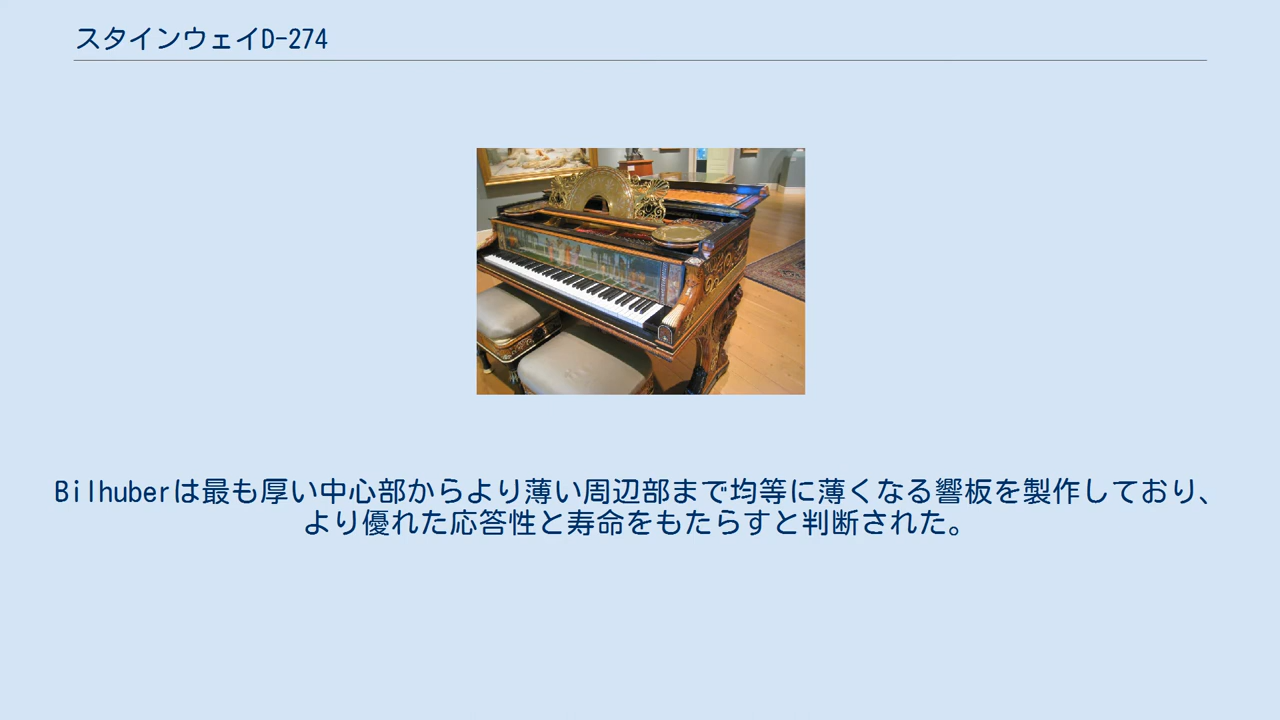 スタインウェイD-274
Bilhuberは最も厚い中心部からより薄い周辺部まで均等に薄くなる響板を製作しており、
より優れた応答性と寿命をもたらすと判断された。